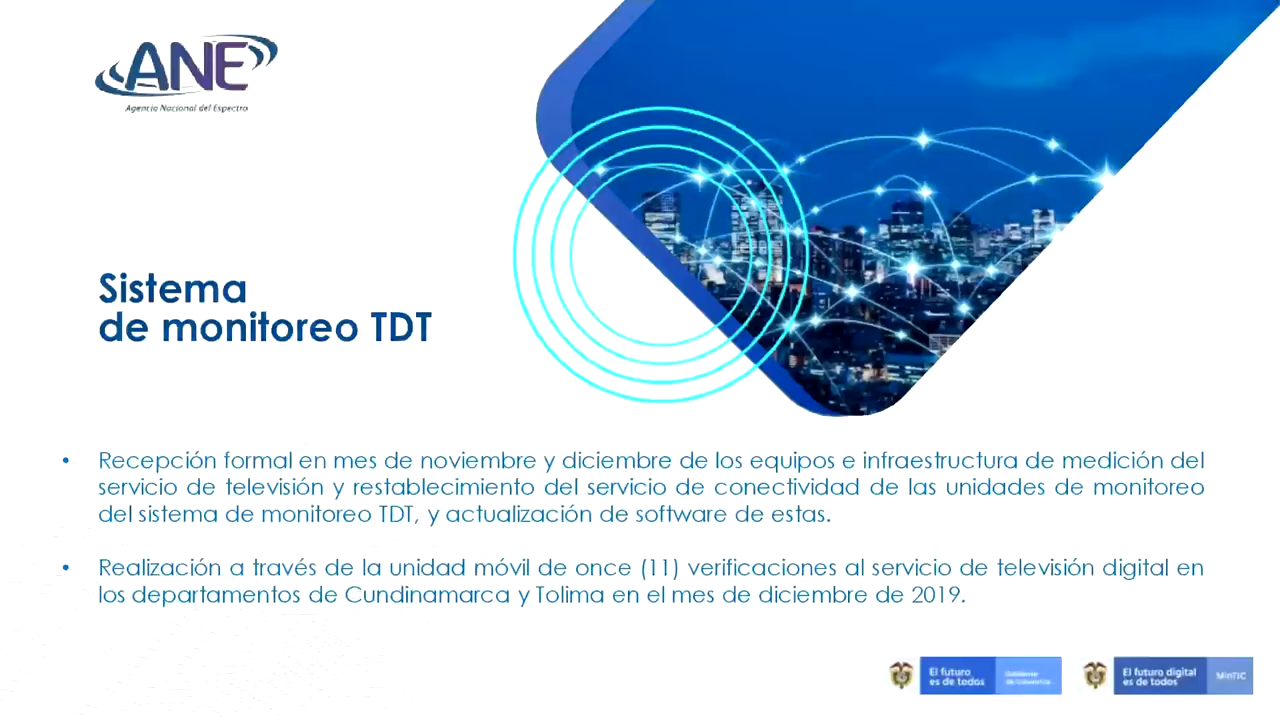 ANE
Agencia Nacional del Espectro
Sistema
de monitoreo TDT
• Recepción formal en mes de noviembre y diciembre de los equipos e infraestructura de medición del
servicio de televisión y restablecimiento del servicio de conectividad de las unidades de monitoreo
del sistema de monitoreo TDT, y actualización de software de estas.
• Realización a través de la unidad móvil de once (11) verificaciones al servicio de televisión digital en
los departamentos de Cundinamarca y Tolima en el mes de diciembre de 2019.
El futuro
es de todos
Gobierno
de Colombia
El futuro digital
es de todos
MinTIC